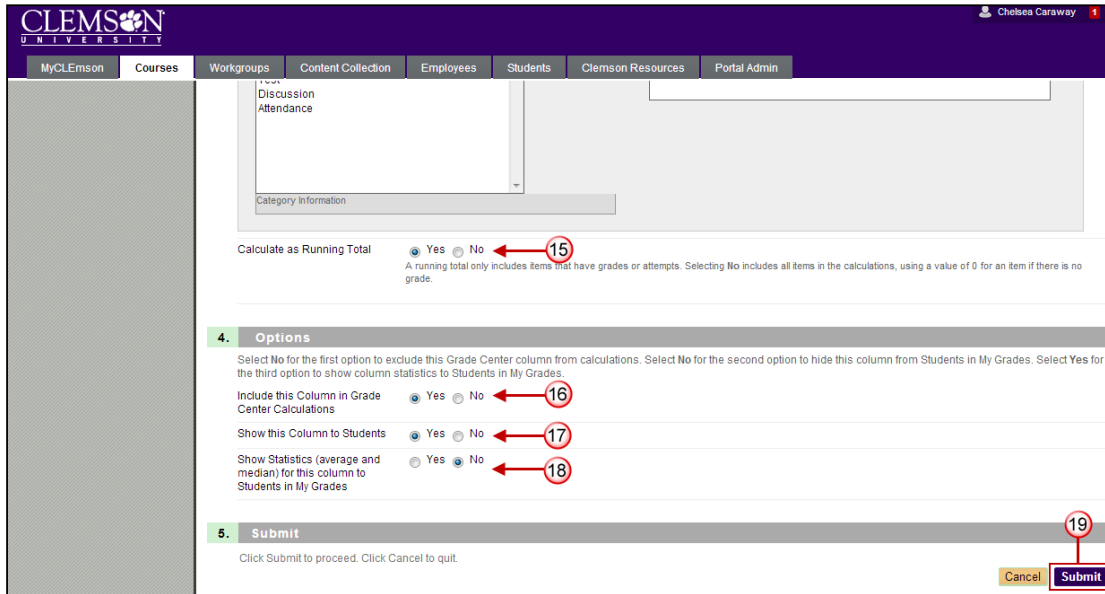 Chelsea Caraway 1
CLEMSON
UNIVERSITY
MyCLEmson Courses Workgroups Content Collection Employees Students Clemson Resources Portal Admin
Discussion
Attendance
Category Information
Calculate as Running Total Yes No 15
A running total only includes items that have grades or attempts. Selecting No includes all items in the calculations, using a value of 0 for an item if there is no
grade.
4. Options
Select No for the first option to exclude this Grade Center column from calculations. Select No for the second option to hide this column from Students in My Grades. Select Yes for
the third option to show column statistics to Students in My Grades.
Include this Column in Grade Yes No 16
Center Calculations
Show this Column to Students Yes No 17
Show Statistics (average and Yes No 18
median) for this column to
Students in My Grades
5. Submit 19
Click Submit to proceed. Click Cancel to quit.
Cancel Submit